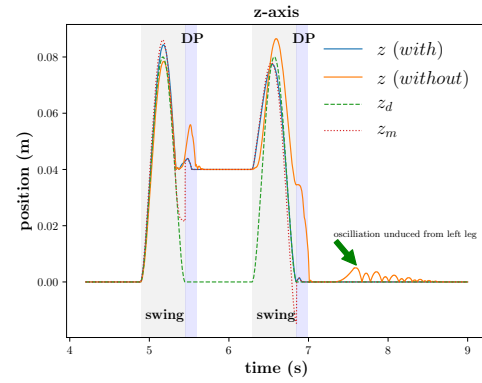 z-axis
DP
DP
z (with)
z (without)
z_d
z_m
0.08
0.06
0.04
0.02
0.00
position (m)
oscilliation unduced from left leg
swing
swing
4
5
6
7
8
9
time (s)